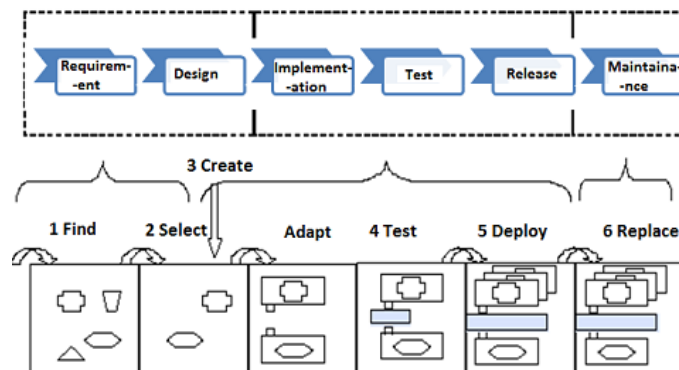 Requirem-
-ent
Design
Implement-
-ation
Test
Release
Maintaina-
-nce
3 Create
1 Find
2 Select
Adapt
4 Test
5 Deploy
6 Replace